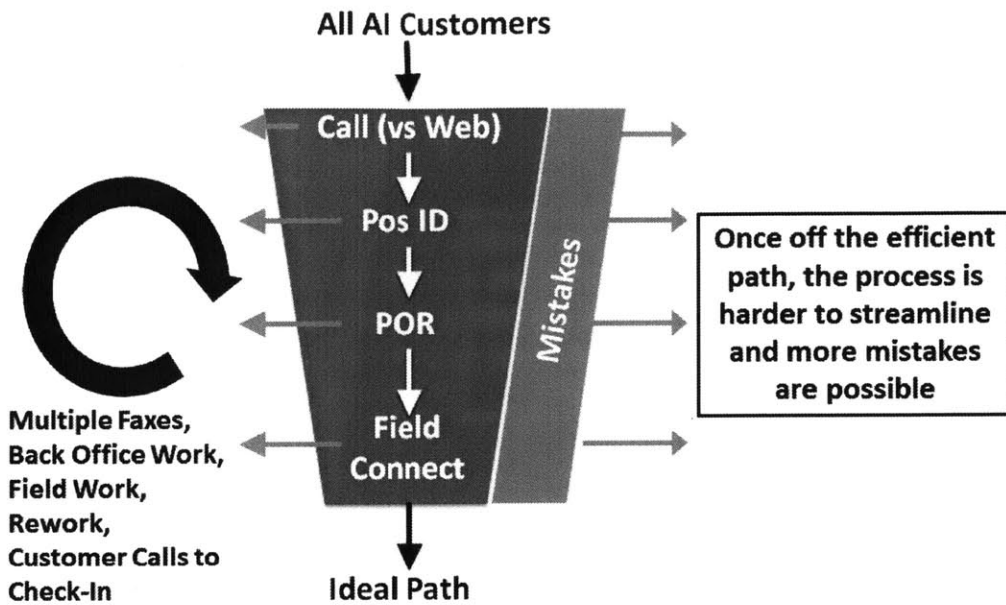 All AI Customers
Call (vs Web)
Pos ID
POR
Field
Connect
Mistakes
Ideal Path
Multiple Faxes,
Back Office Work,
Field Work,
Rework,
Customer Calls to
Check-In
Once off the efficient
path, the process is
harder to streamline
and more mistakes
are possible